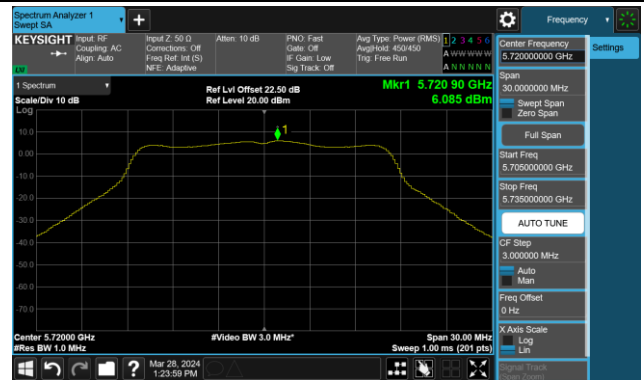 Spectrum Analyzer 1
Swept SA
Frequency
KEYSIGHT
Input: RF
Coupling: AC
Align: Auto
Input Z: 50 Ω
Corrections: Off
Freq Ref: Int (S)
NFE: Adaptive
Atten: 10 dB
PNO: Fast
Gate: Off
IF Gain: Low
Sig Track: Off
Avg Type: Power (RMS)
Avg|Hold: 450/450
Trig: Free Run
1 2 3 4 5 6
A W W W W W
A N N N N N
Center Frequency
5.720000000 GHz
Settings
Span
30.0000000 MHz
Swept Span
Zero Span
Full Span
Start Freq
5.705000000 GHz
Stop Freq
5.735000000 GHz
AUTO TUNE
CF Step
3.000000 MHz
Auto
Man
Freq Offset
0 Hz
X Axis Scale
Log
Lin
Signal Track
(Span Zoom)
1 Spectrum
Scale/Div 10 dB
Ref Lvl Offset 22.50 dB
Ref Level 20.00 dBm
Mkr1 5.720 90 GHz
6.085 dBm
Log
10.0
0.00
-10.0
-20.0
-30.0
-40.0
-50.0
-60.0
-70.0
1
Center 5.72000 GHz
#Res BW 1.0 MHz
#Video BW 3.0 MHz*
Span 30.00 MHz
Sweep 1.00 ms (201 pts)
?
Mar 28, 2024
1:23:59 PM